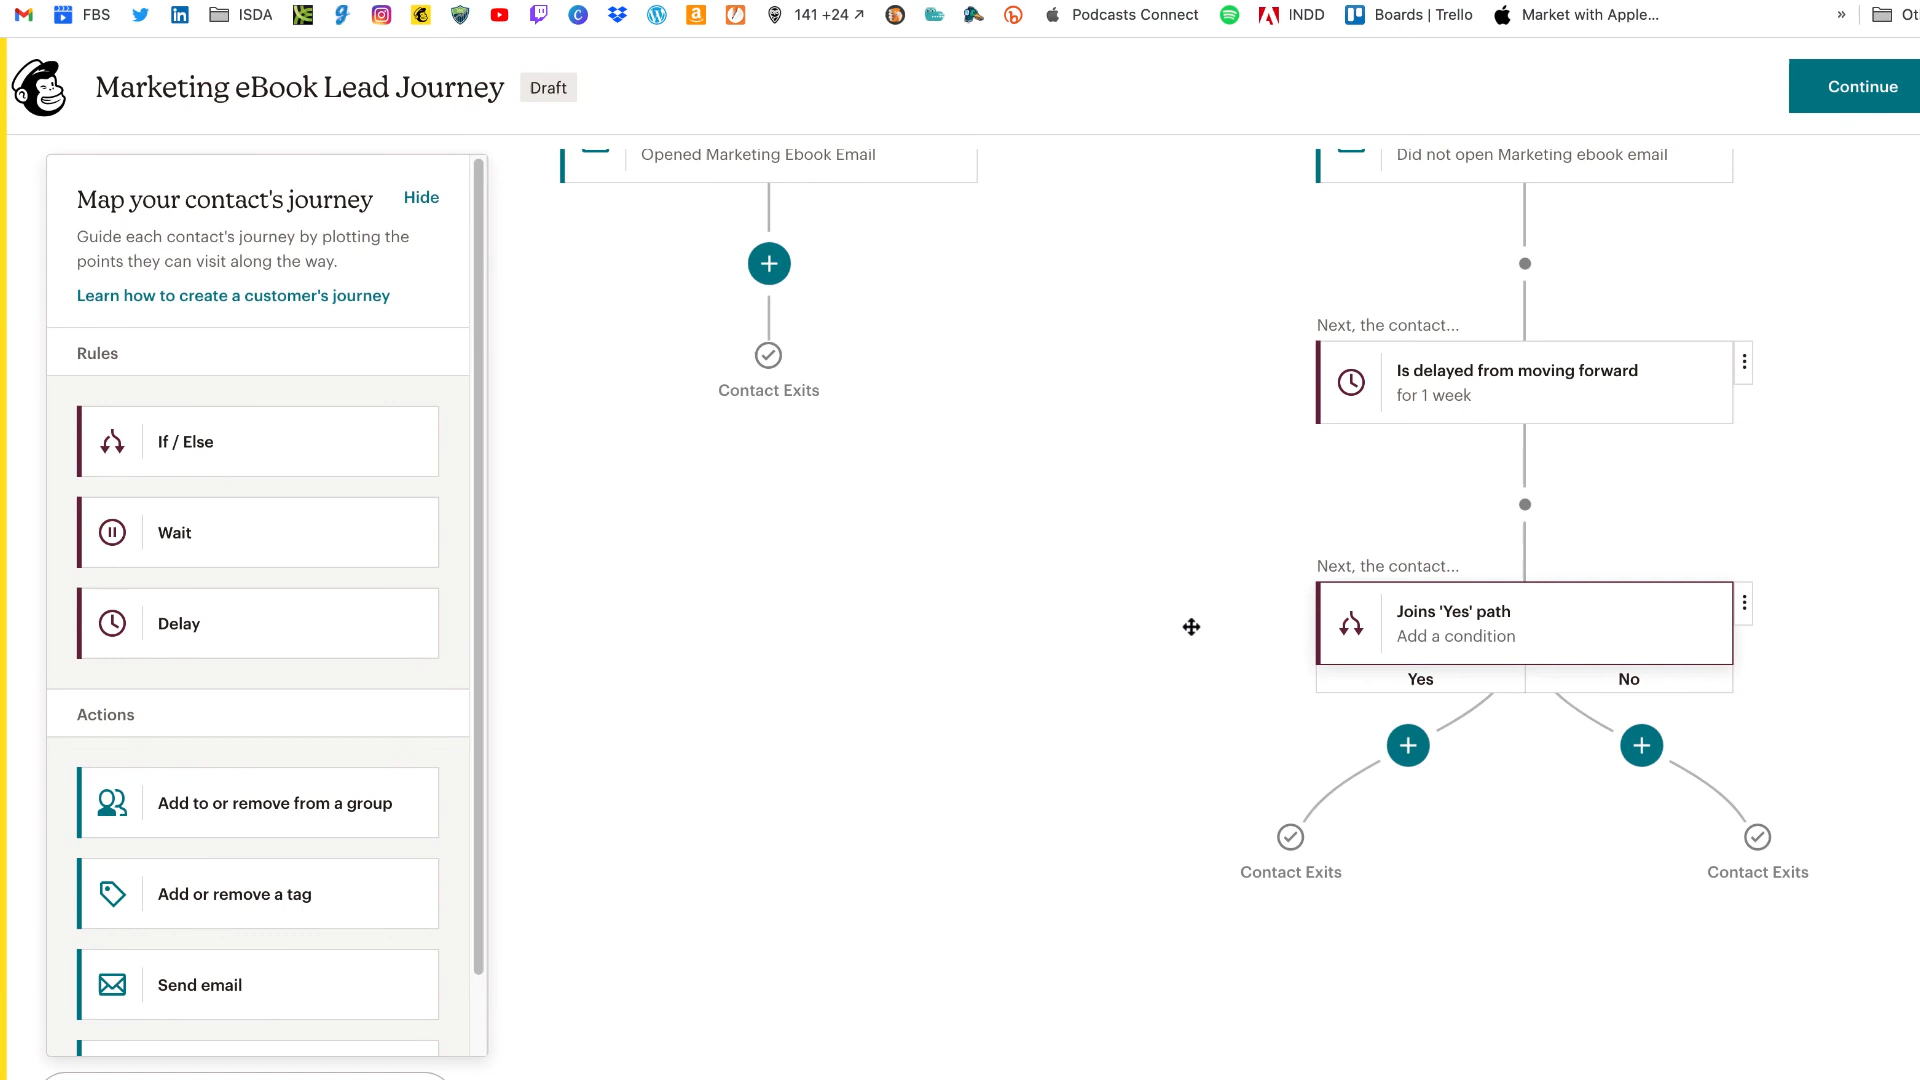 FBS
ISDA
141 +24 ↗
Podcasts Connect
INDD
Boards | Trello
Market with Apple...
»
Marketing eBook Lead Journey
Draft
Continue
Map your contact's journey
Hide
Guide each contact's journey by plotting the
points they can visit along the way.
Learn how to create a customer's journey
Rules
If / Else
Wait
Delay
Actions
Add to or remove from a group
Add or remove a tag
Send email
Opened Marketing Ebook Email
Contact Exits
Did not open Marketing ebook email
Next, the contact...
Is delayed from moving forward
for 1 week
Next, the contact...
Joins 'Yes' path
Add a condition
Yes
No
Contact Exits
Contact Exits